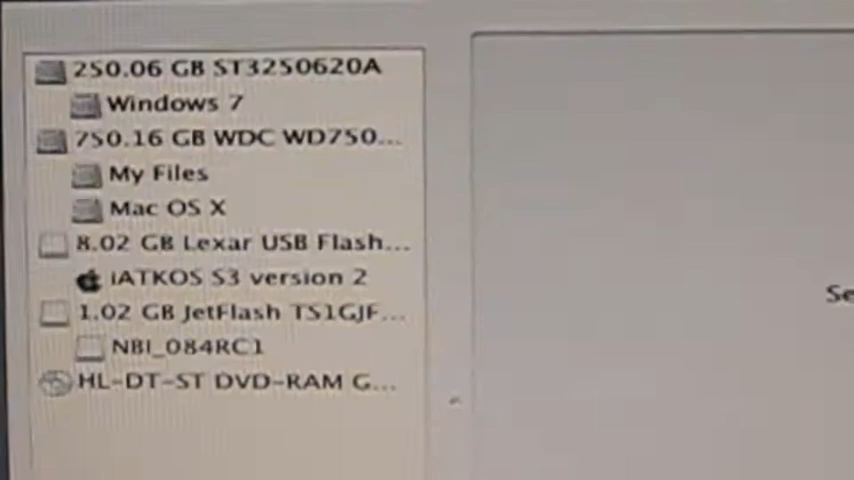 250.06 GB ST3250620A
Windows 7
750.16 GB WDC WD750...
My Files
Mac OS X
8.02 GB Lexar USB Flash...
iATKOS S3 version 2
1.02 GB JetFlash TS1GJF...
NBI_084RC1
HL-DT-ST DVD-RAM G...
Se